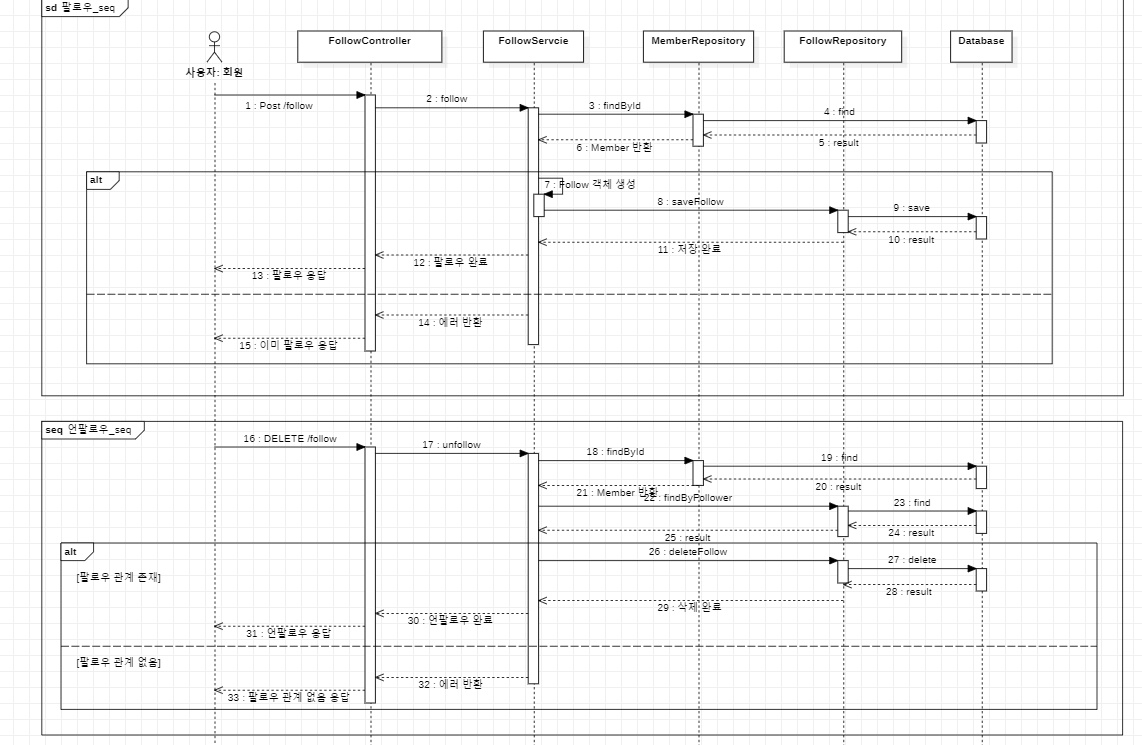 sd 팔로우_seq
사용자: 회원
FollowController
FollowServcie
MemberRepository
FollowRepository
Database
1 : Post /follow
2 : follow
3 : findById
4 : find
5 : result
6 : Member 반환
alt
7 : Follow 객체 생성
8 : saveFollow
9 : save
10 : result
11 : 저장 완료
12 : 팔로우 완료
13 : 팔로우 응답
14 : 에러 반환
15 : 이미 팔로우 응답
seq 언팔로우_seq
16 : DELETE /follow
17 : unfollow
18 : findById
19 : find
20 : result
21 : Member 반환
22 : findByFollower
23 : find
24 : result
25 : result
alt
[팔로우 관계 존재]
26 : deleteFollow
27 : delete
28 : result
29 : 삭제 완료
30 : 언팔로우 완료
31 : 언팔로우 응답
[팔로우 관계 없음]
32 : 에러 반환
33 : 팔로우 관계 없음 응답